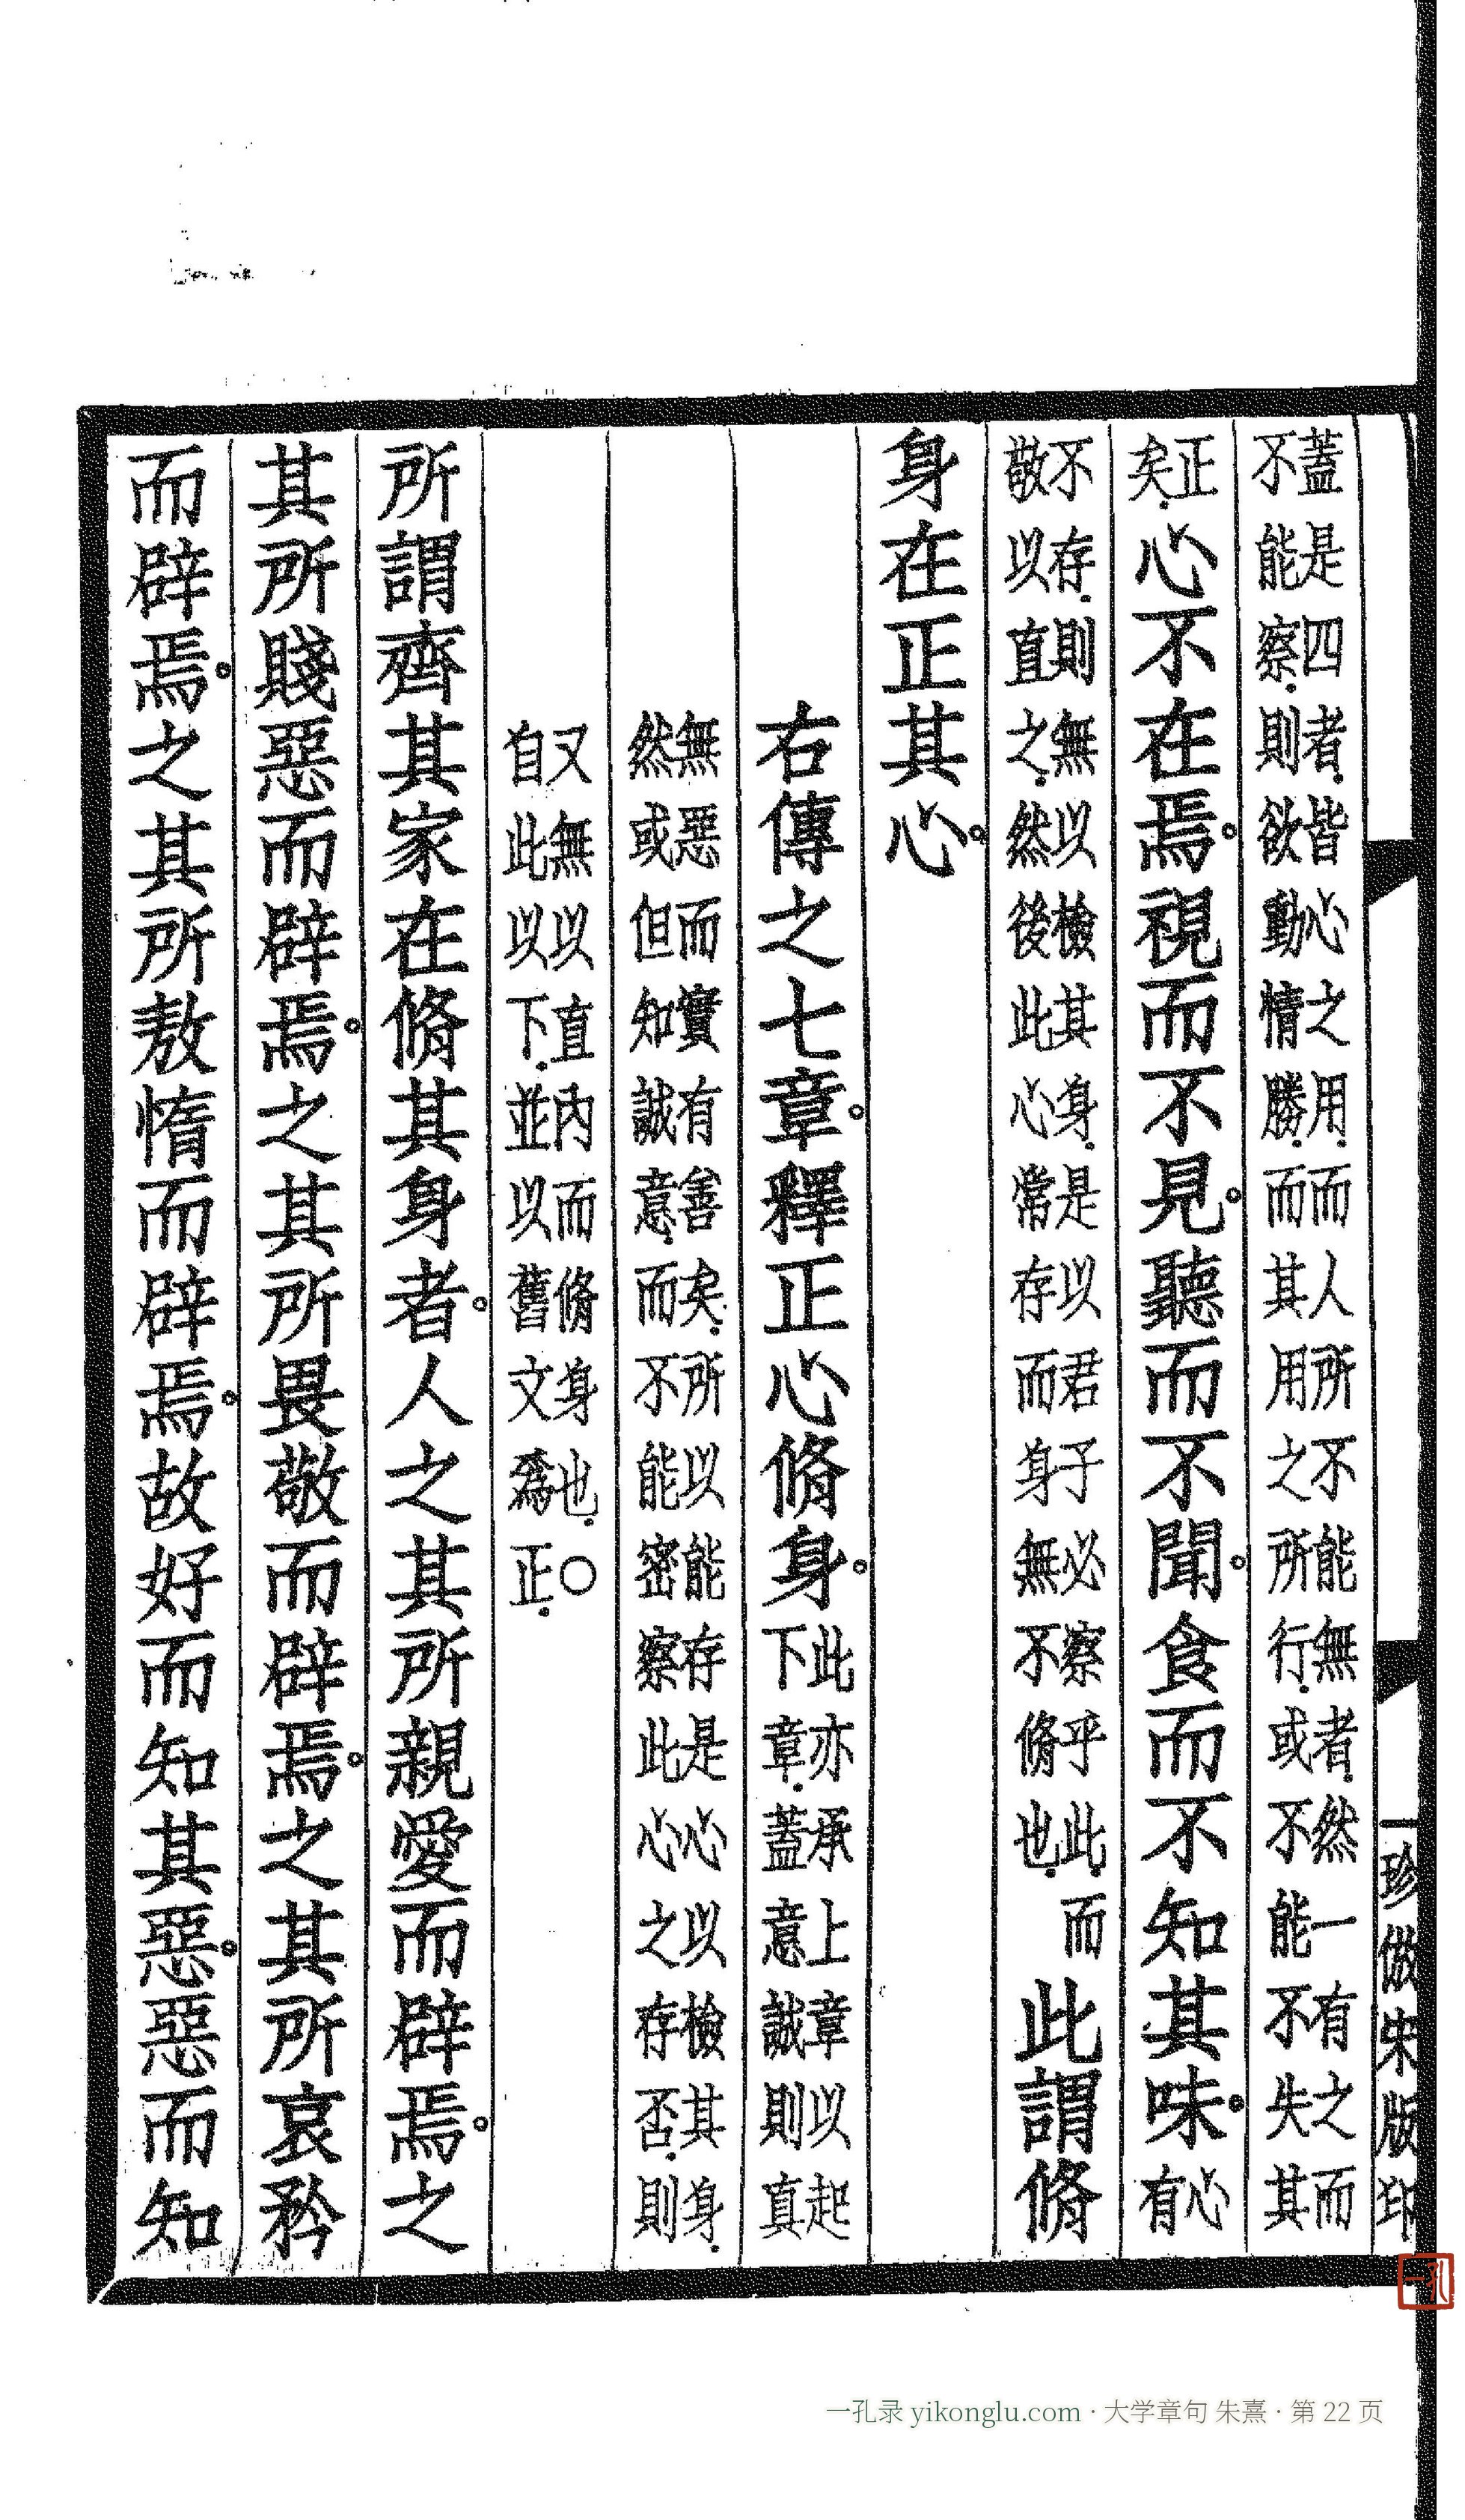 蓋是四者。皆心之用。而人所不能無者。然一有之而
不能察。則欲動情勝。而其用之所行。或不能不失其
正
矣。
心不在焉。視而不見。聽而不聞。食而不知其味。
心
有
不存。則無以檢其身。是以君子必察乎此。而
敬以直之。然後此心常存而身無不脩也。
此謂脩
身在正其心。
右傳之七章。釋正心脩身。
此亦承上章以起
下章。蓋意誠則真
無惡而實有善矣。所以能存是心以檢其身。
然或但知誠意。而不能密察此心之存否。則
又無以直內而脩身也。○
自此以下。並以舊文爲正。
所謂齊其家在脩其身者。人之其所親愛而辟焉。之
其所賤惡而辟焉。之其所畏敬而辟焉。之其所哀矜
而辟焉。之其所敖惰而辟焉。故好而知其惡。惡而知
珍倣宋版印
一孔
一孔录 yikonglu.com · 大学章句 朱熹 · 第 22 页